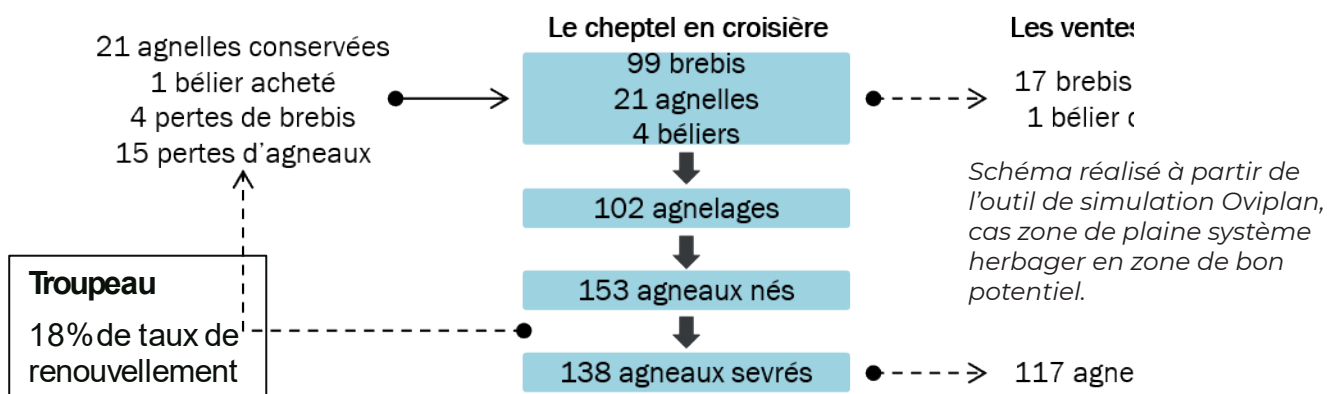 21 agnelles conservées
1 bélier acheté
4 pertes de brebis
15 pertes d'agneaux
Le cheptel en croisière
99 brebis
21 agnelles
4 béliers
102 agnelages
153 agneaux nés
138 agneaux sevrés
Les ventes
17 brebis
1 bélier
Schéma réalisé à partir de
l'outil de simulation Oviplan,
cas zone de plaine système
herbager en zone de bon
potentiel.
117
Troupeau
18% de taux de
renouvellement